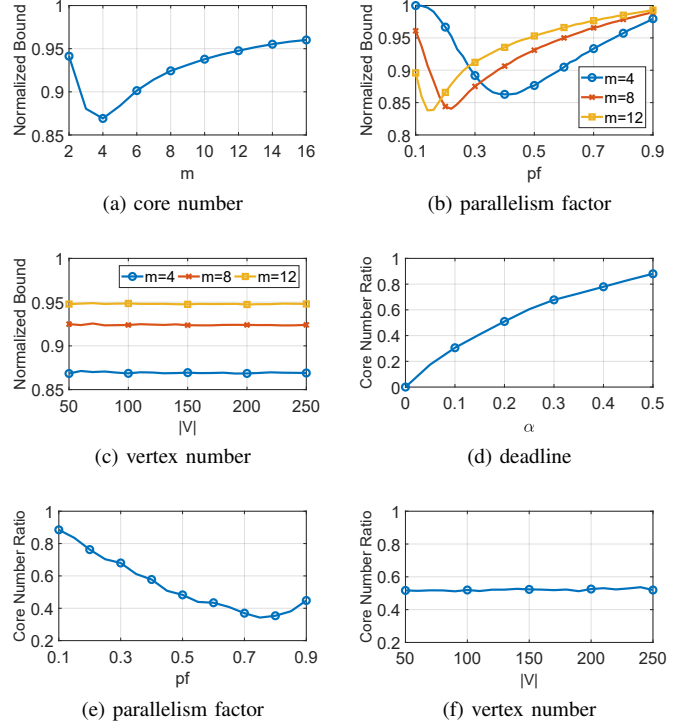 1
0.95
0.9
0.85
Normalized Bound
2 4 6 8 10 12 14 16
m
(a) core number
1
0.95
0.9
0.85
0.8
Normalized Bound
m=4
m=8
m=12
0.1 0.3 0.5 0.7 0.9
pf
(b) parallelism factor
1
0.95
0.9
0.85
Normalized Bound
m=4 m=8 m=12
50 100 150 200 250
|V|
(c) vertex number
1
0.8
0.6
0.4
0.2
0
Core Number Ratio
0 0.1 0.2 0.3 0.4 0.5
α
(d) deadline
1
0.8
0.6
0.4
0.2
Core Number Ratio
0.1 0.3 0.5 0.7 0.9
pf
(e) parallelism factor
1
0.8
0.6
0.4
0.2
Core Number Ratio
50 100 150 200 250
|V|
(f) vertex number